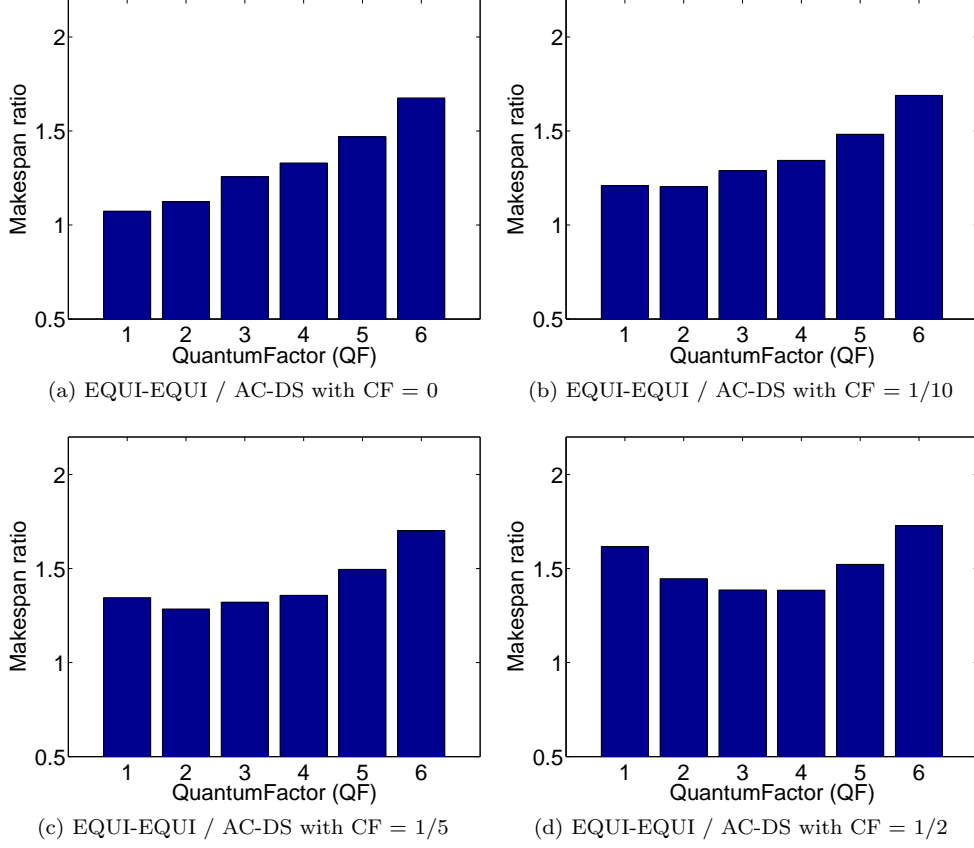 2
1.5
1
0.5
Makespan ratio
1 2 3 4 5 6
QuantumFactor (QF)
(a) EQUI-EQUI / AC-DS with CF = 0
2
1.5
1
0.5
Makespan ratio
1 2 3 4 5 6
QuantumFactor (QF)
(b) EQUI-EQUI / AC-DS with CF = 1/10
2
1.5
1
0.5
Makespan ratio
1 2 3 4 5 6
QuantumFactor (QF)
(c) EQUI-EQUI / AC-DS with CF = 1/5
2
1.5
1
0.5
Makespan ratio
1 2 3 4 5 6
QuantumFactor (QF)
(d) EQUI-EQUI / AC-DS with CF = 1/2